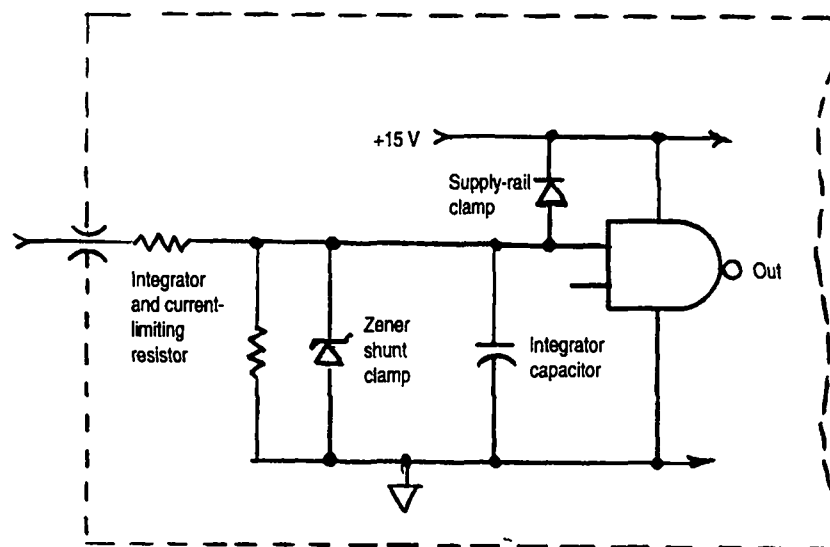 +15 V
Supply-rail
clamp
Integrator
and current-
limiting
resistor
Zener
shunt
clamp
Integrator
capacitor
Out